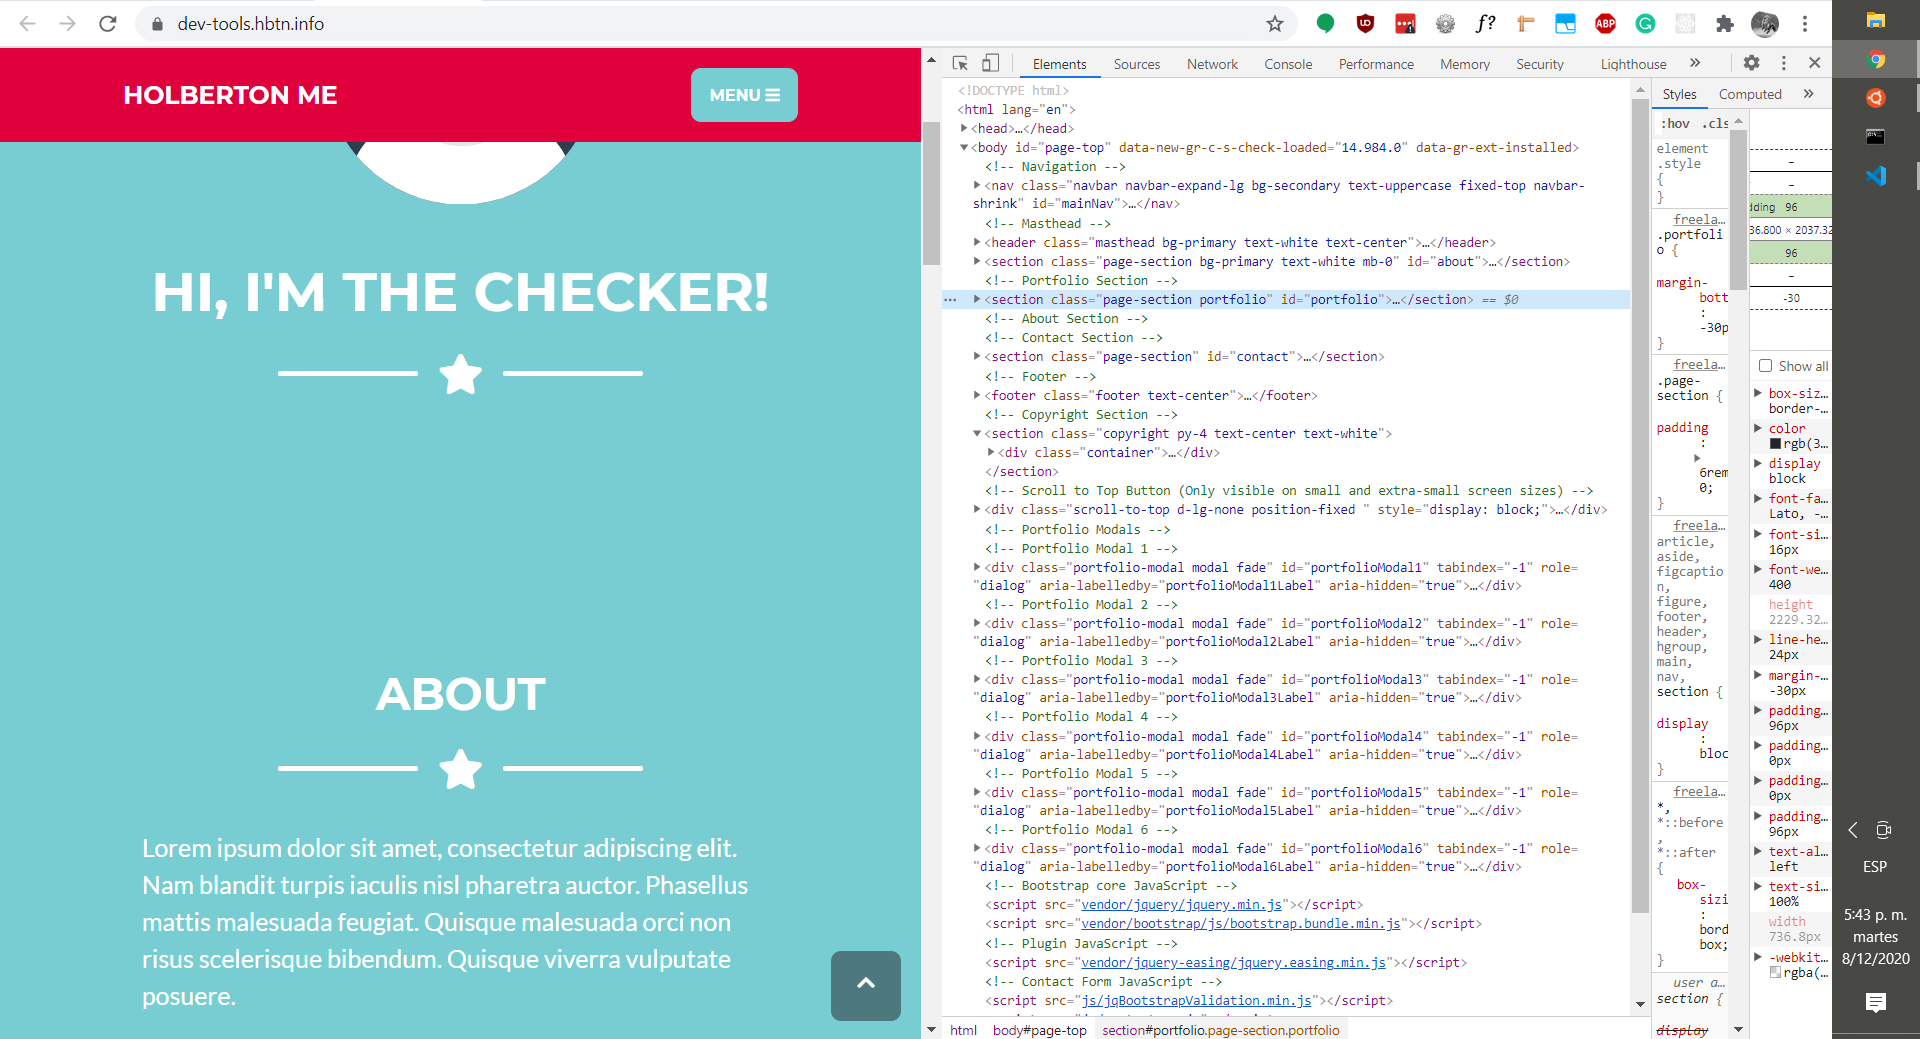 dev-tools.hbtn.info
HOLBERTON ME
MENU
HI, I'M THE CHECKER!
ABOUT
Lorem ipsum dolor sit amet, consectetur adipiscing elit.
Nam blandit turpis iaculis nisl pharetra auctor. Phasellus
mattis malesuada feugiat. Quisque malesuada orci non
risus scelerisque bibendum. Quisque viverra vulputate
posuere.
Elements Sources Network Console Performance Memory Security Lighthouse »
<!DOCTYPE html>
<html lang="en">
<head>…</head>
<body id="page-top" data-new-gr-c-s-check-loaded="14.984.0" data-gr-ext-installed>
<!-- Navigation -->
<nav class="navbar navbar-expand-lg bg-secondary text-uppercase fixed-top navbar-
shrink" id="mainNav">…</nav>
<!-- Masthead -->
<header class="masthead bg-primary text-white text-center">…</header>
<section class="page-section bg-primary text-white mb-0" id="about">…</section>
<!-- Portfolio Section -->
<section class="page-section portfolio" id="portfolio">…</section> == $0
<!-- About Section -->
<!-- Contact Section -->
<section class="page-section" id="contact">…</section>
<!-- Footer -->
<footer class="footer text-center">…</footer>
<!-- Copyright Section -->
<section class="copyright py-4 text-center text-white">
<div class="container">…</div>
</section>
<!-- Scroll to Top Button (Only visible on small and extra-small screen sizes) -->
<div class="scroll-to-top d-lg-none position-fixed " style="display: block;">…</div>
<!-- Portfolio Modals -->
<!-- Portfolio Modal 1 -->
<div class="portfolio-modal modal fade" id="portfolioModal1" tabindex="-1" role=
"dialog" aria-labelledby="portfolioModal1Label" aria-hidden="true">…</div>
<!-- Portfolio Modal 2 -->
<div class="portfolio-modal modal fade" id="portfolioModal2" tabindex="-1" role=
"dialog" aria-labelledby="portfolioModal2Label" aria-hidden="true">…</div>
<!-- Portfolio Modal 3 -->
<div class="portfolio-modal modal fade" id="portfolioModal3" tabindex="-1" role=
"dialog" aria-labelledby="portfolioModal3Label" aria-hidden="true">…</div>
<!-- Portfolio Modal 4 -->
<div class="portfolio-modal modal fade" id="portfolioModal4" tabindex="-1" role=
"dialog" aria-labelledby="portfolioModal4Label" aria-hidden="true">…</div>
<!-- Portfolio Modal 5 -->
<div class="portfolio-modal modal fade" id="portfolioModal5" tabindex="-1" role=
"dialog" aria-labelledby="portfolioModal5Label" aria-hidden="true">…</div>
<!-- Portfolio Modal 6 -->
<div class="portfolio-modal modal fade" id="portfolioModal6" tabindex="-1" role=
"dialog" aria-labelledby="portfolioModal6Label" aria-hidden="true">…</div>
<!-- Bootstrap core JavaScript -->
<script src="vendor/jquery/jquery.min.js"></script>
<script src="vendor/bootstrap/js/bootstrap.bundle.min.js"></script>
<!-- Plugin JavaScript -->
<script src="vendor/jquery-easing/jquery.easing.min.js"></script>
<!-- Contact Form JavaScript -->
<script src="js/jqBootstrapValidation.min.js"></script>
html body#page-top section#portfolio.page-section.portfolio
Styles Computed »
:hov .cls
element
.style
{
}
freela…
.portfoli
o {
margin-
bott
:
-30p
}
freela…
.page-
section {
padding
:
6rem
0;
}
freela…
article,
aside,
figcaptio
n,
figure,
footer,
header,
hgroup,
main,
nav,
section {
display
:
bloc
}
freela…
*,
*::before
,
*::after
{
box-
sizi
:
bord
box;
}
user a…
section {
display
–
–
dding 96
36.800 × 2037.32
96
–
-30
Show all
box-siz…
border-…
color
rgb(3…
display
block
font-fa…
Lato, -…
font-si…
16px
font-we…
400
height
2229.32…
line-he…
24px
margin-…
-30px
padding…
96px
padding…
0px
padding…
0px
padding…
96px
text-al…
left
text-si…
100%
width
736.8px
-webkit…
rgba(…
ESP
5:43 p. m.
martes
8/12/2020